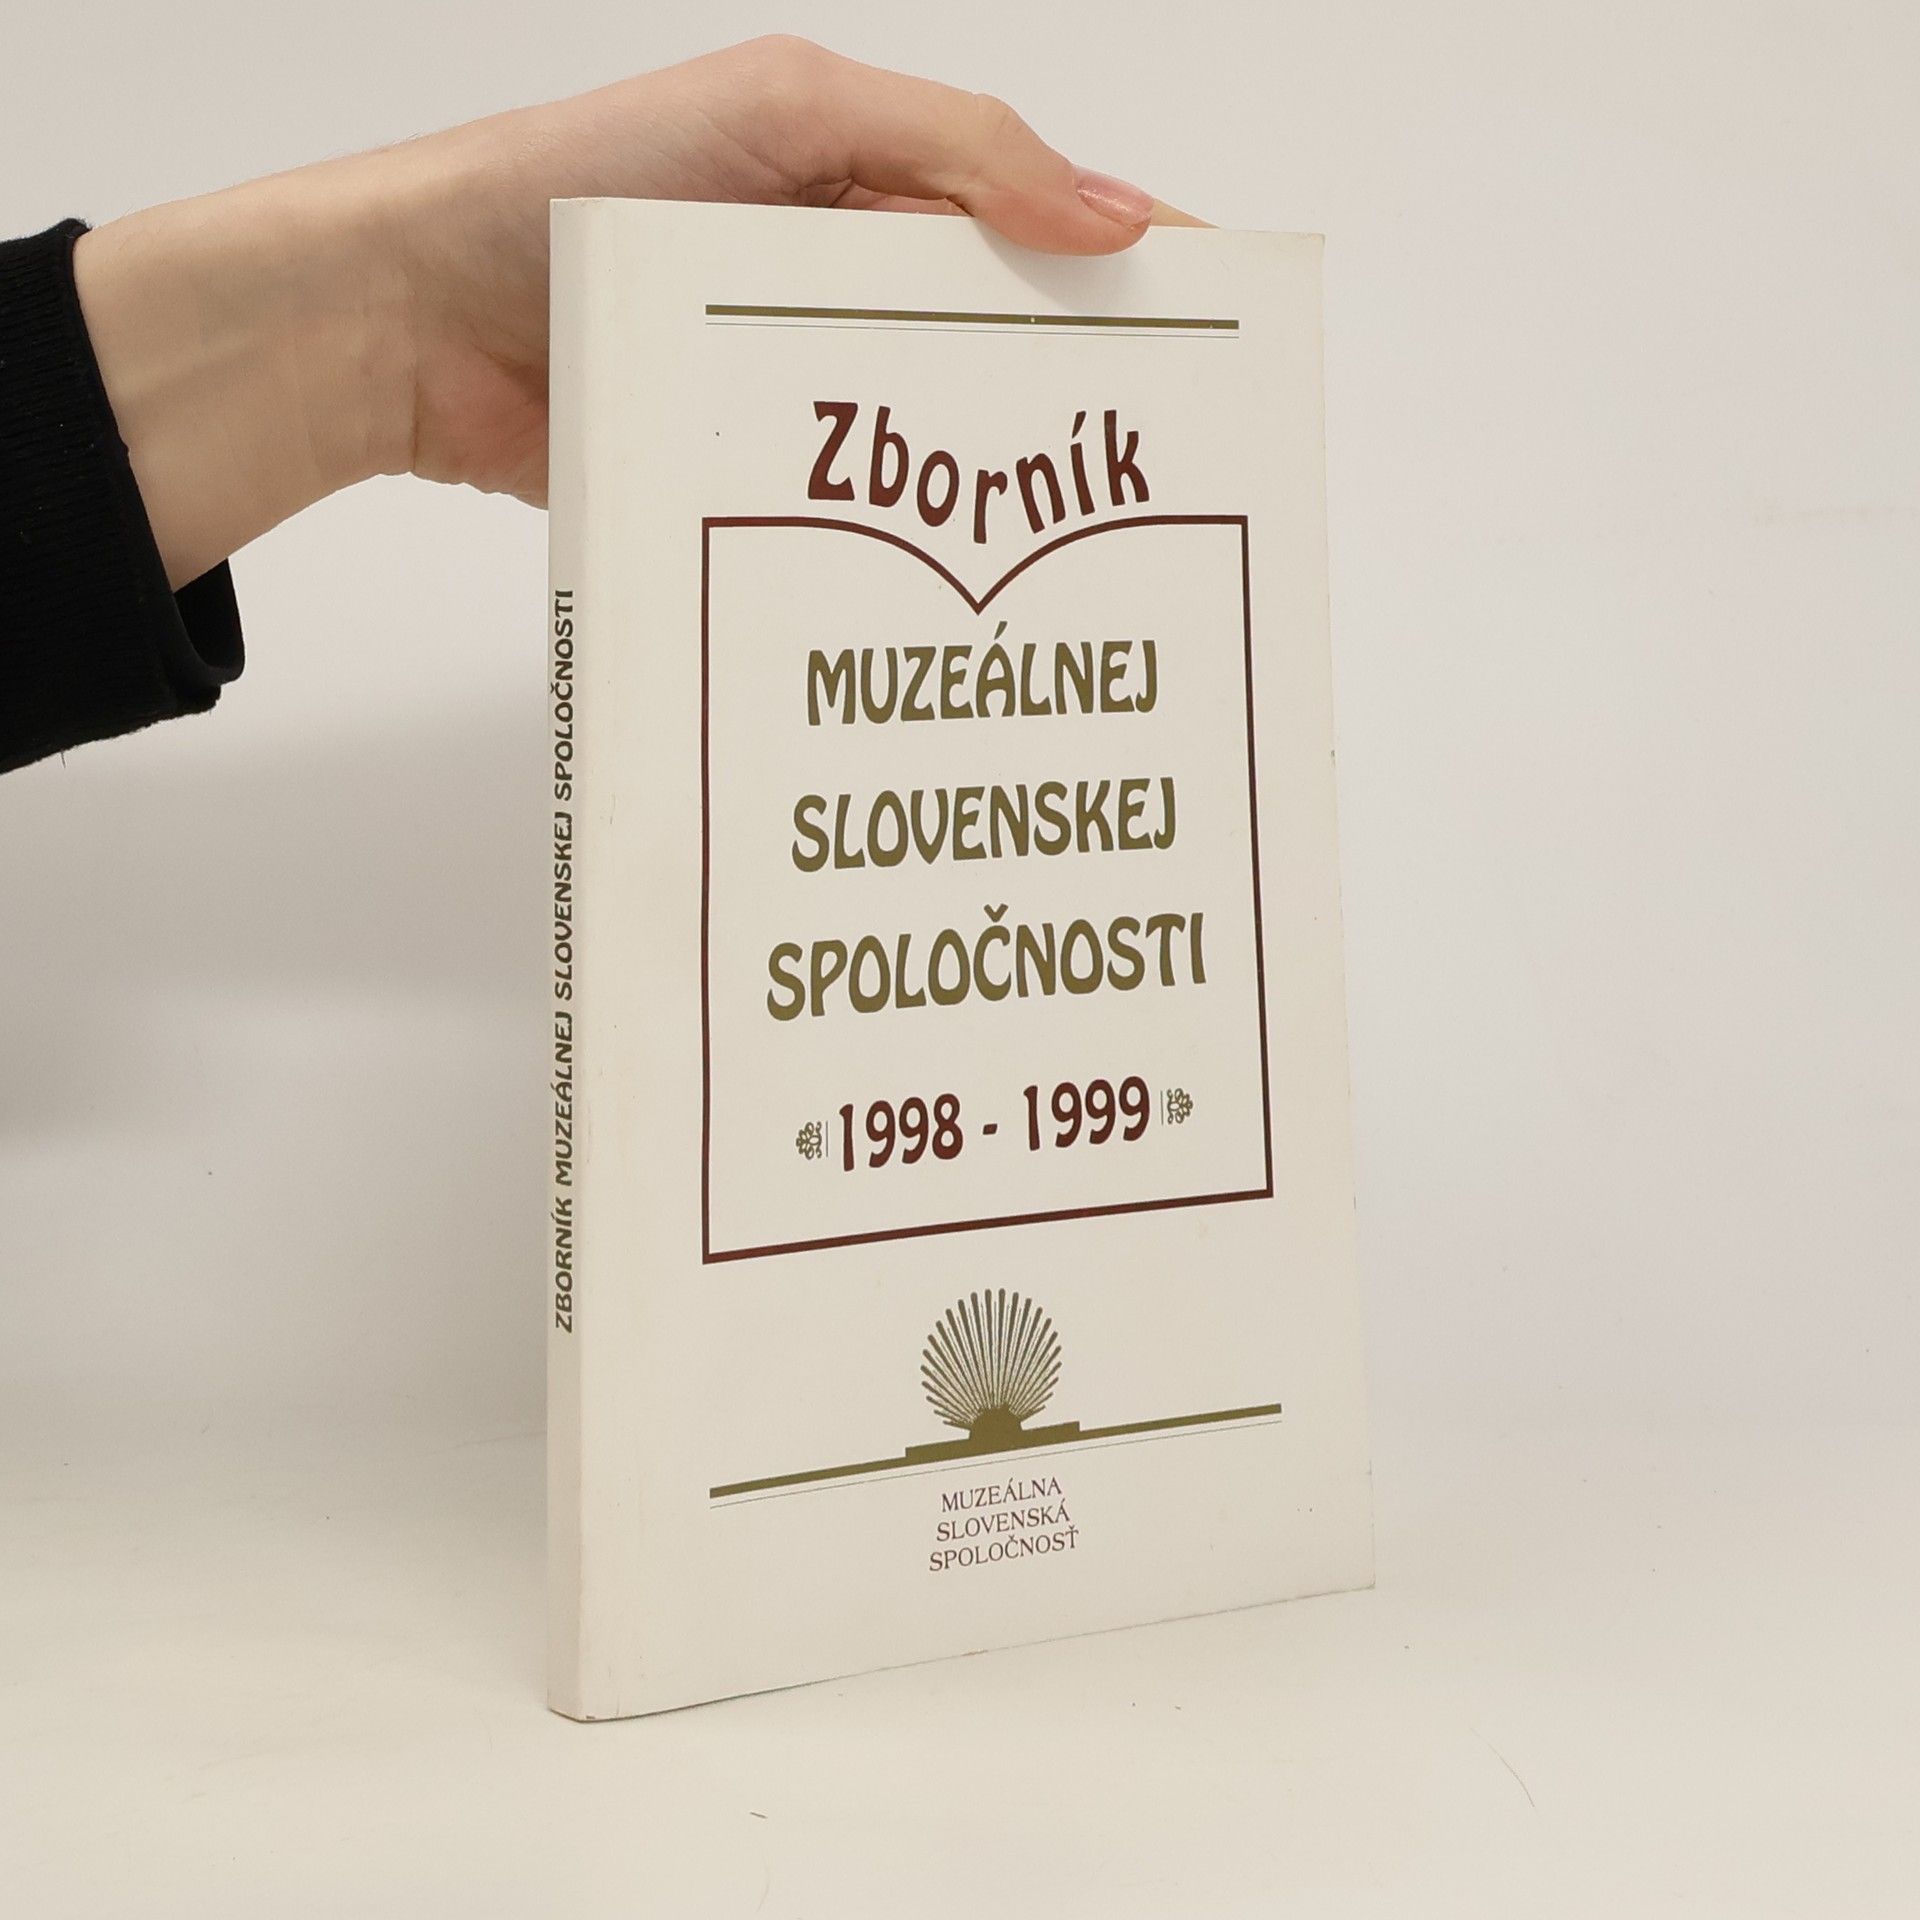 ZBORNÍK MUZEÁLNEJ SLOVENSKEJ SPOLOČNOSTI
Zborník
MUZEÁLNEJ
SLOVENSKEJ
SPOLOČNOSTI
1998 - 1999
MUZEÁLNA
SLOVENSKÁ
SPOLOČNOSŤ